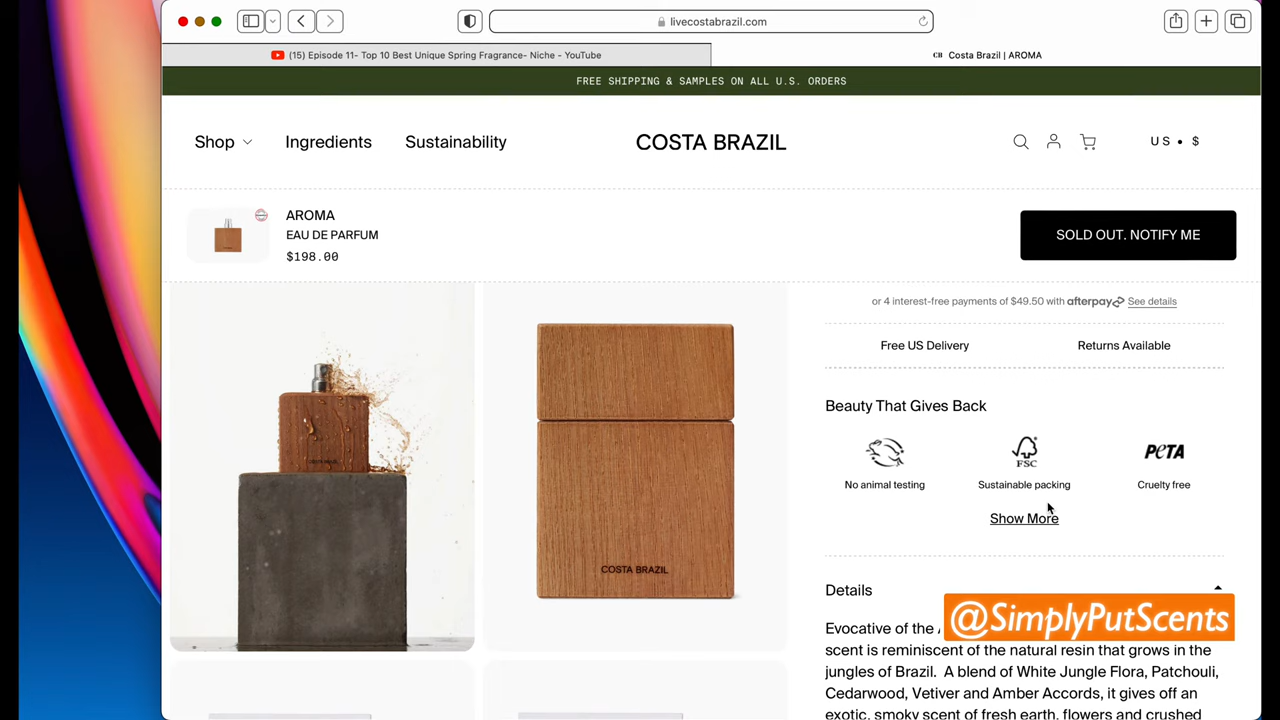 livecostabrazil.com
(15) Episode 11- Top 10 Best Unique Spring Fragrance- Niche - YouTube
CB Costa Brazil | AROMA
FREE SHIPPING & SAMPLES ON ALL U.S. ORDERS
Shop Ingredients Sustainability COSTA BRAZIL US • $
AROMA
EAU DE PARFUM
$198.00
SOLD OUT. NOTIFY ME
or 4 interest-free payments of $49.50 with afterpay See details
Free US Delivery Returns Available
Beauty That Gives Back
FSC PETA
No animal testing Sustainable packing Cruelty free
Show More
COSTA BRAZIL
Details
@SimplyPutScents
Evocative of the
scent is reminiscent of the natural resin that grows in the
jungles of Brazil. A blend of White Jungle Flora, Patchouli,
Cedarwood, Vetiver and Amber Accords, it gives off an
exotic, smoky scent of fresh earth, flowers and crushed